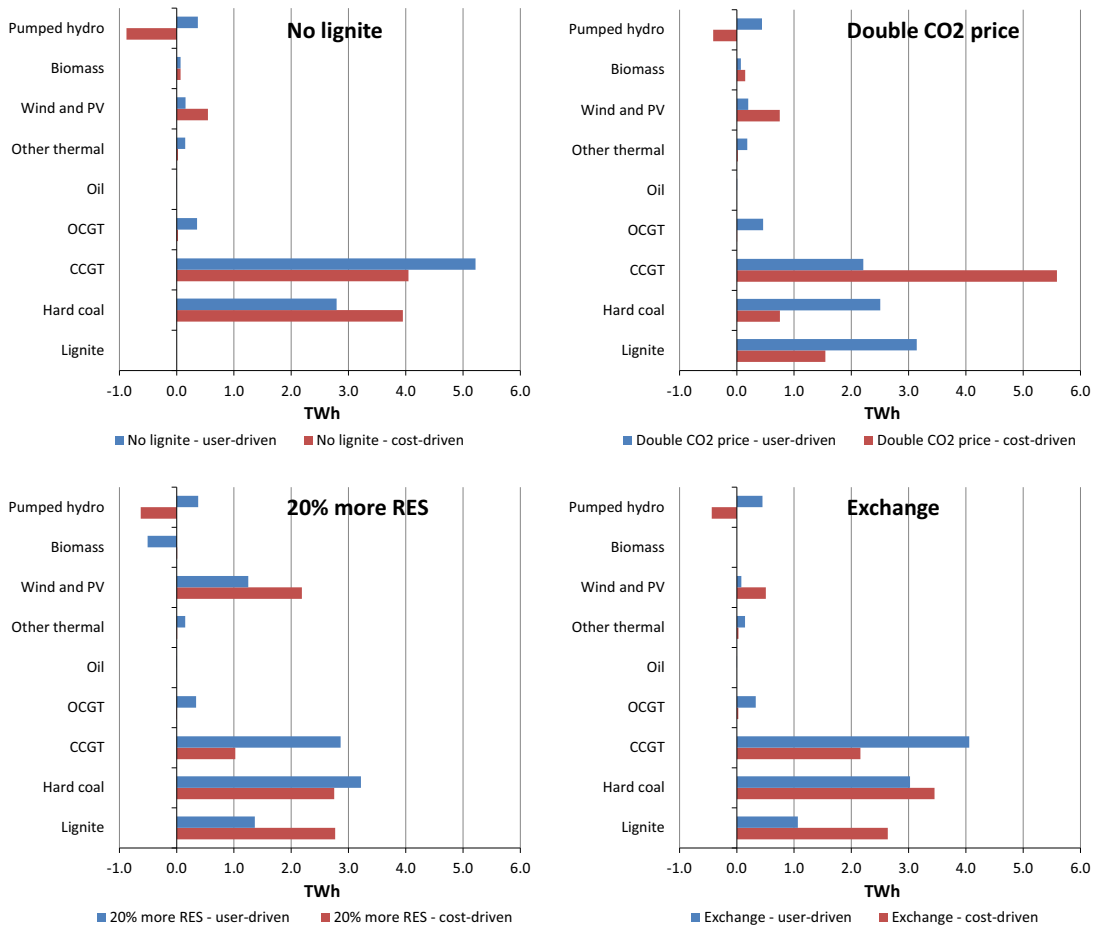 No lignite
Pumped hydro
Biomass
Wind and PV
Other thermal
Oil
OCGT
CCGT
Hard coal
Lignite
-1.0 0.0 1.0 2.0 3.0 4.0 5.0 6.0
TWh
No lignite - user-driven No lignite - cost-driven
Double CO2 price
Pumped hydro
Biomass
Wind and PV
Other thermal
Oil
OCGT
CCGT
Hard coal
Lignite
-1.0 0.0 1.0 2.0 3.0 4.0 5.0 6.0
TWh
Double CO2 price - user-driven Double CO2 price - cost-driven
20% more RES
Pumped hydro
Biomass
Wind and PV
Other thermal
Oil
OCGT
CCGT
Hard coal
Lignite
-1.0 0.0 1.0 2.0 3.0 4.0 5.0 6.0
TWh
20% more RES - user-driven 20% more RES - cost-driven
Exchange
Pumped hydro
Biomass
Wind and PV
Other thermal
Oil
OCGT
CCGT
Hard coal
Lignite
-1.0 0.0 1.0 2.0 3.0 4.0 5.0 6.0
TWh
Exchange - user-driven Exchange - cost-driven